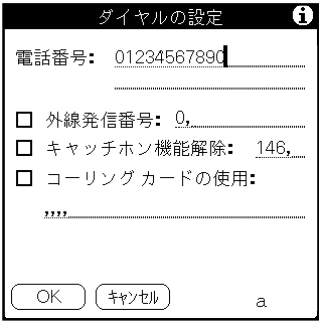 ダイヤルの設定
電話番号: 01234567890
外線発信番号: 0,
キャッチホン機能解除: 146,
コーリング カードの使用:
,,,,
OK キャンセル a